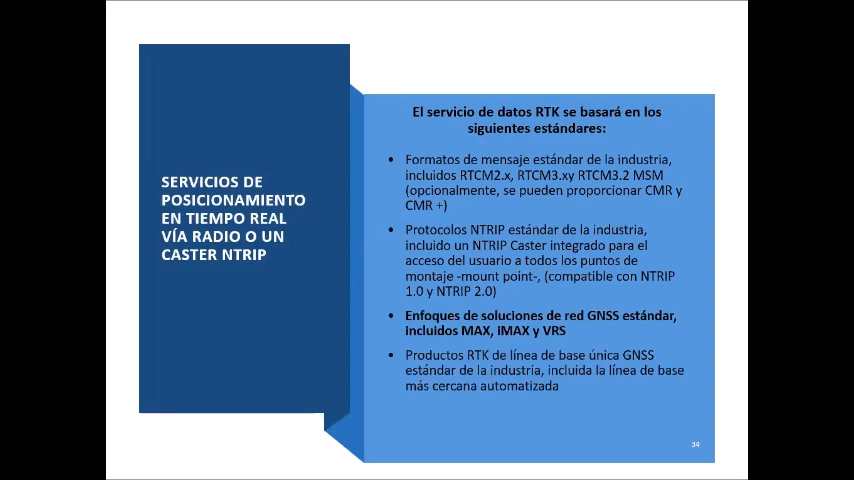 SERVICIOS DE
POSICIONAMIENTO
EN TIEMPO REAL
VÍA RADIO O UN
CASTER NTRIP
El servicio de datos RTK se basará en los
siguientes estándares:
• Formatos de mensaje estándar de la industria,
incluidos RTCM2.x, RTCM3.xy RTCM3.2 MSM
(opcionalmente, se pueden proporcionar CMR y
CMR +)
• Protocolos NTRIP estándar de la industria,
incluido un NTRIP Caster integrado para el
acceso del usuario a todos los puntos de
montaje -mount point-, (compatible con NTRIP
1.0 y NTRIP 2.0)
• Enfoques de soluciones de red GNSS estándar,
incluidos MAX, iMAX y VRS
• Productos RTK de línea de base única GNSS
estándar de la industria, incluida la línea de base
más cercana automatizada
34